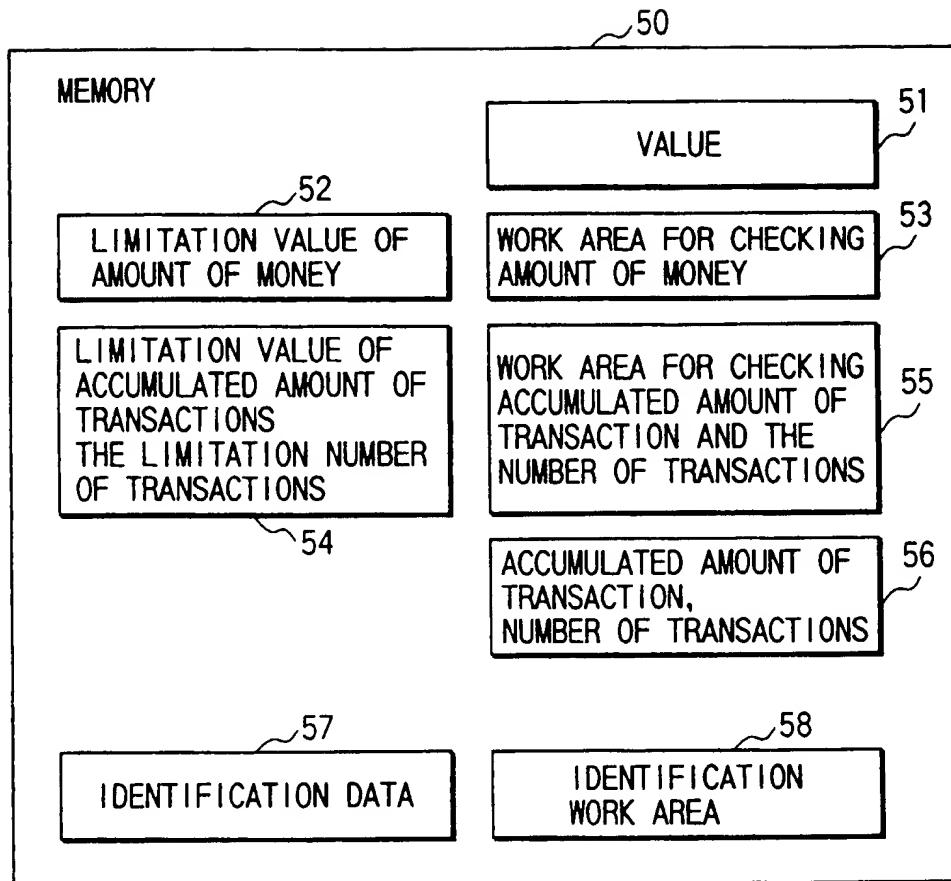 50
MEMORY
51
VALUE
52
LIMITATION VALUE OF
AMOUNT OF MONEY
53
WORK AREA FOR CHECKING
AMOUNT OF MONEY
LIMITATION VALUE OF
ACCUMULATED AMOUNT OF
TRANSACTIONS
THE LIMITATION NUMBER
OF TRANSACTIONS
54
WORK AREA FOR CHECKING
ACCUMULATED AMOUNT OF
TRANSACTION AND THE
NUMBER OF TRANSACTIONS
55
56
ACCUMULATED AMOUNT OF
TRANSACTION,
NUMBER OF TRANSACTIONS
57
IDENTIFICATION DATA
58
IDENTIFICATION
WORK AREA